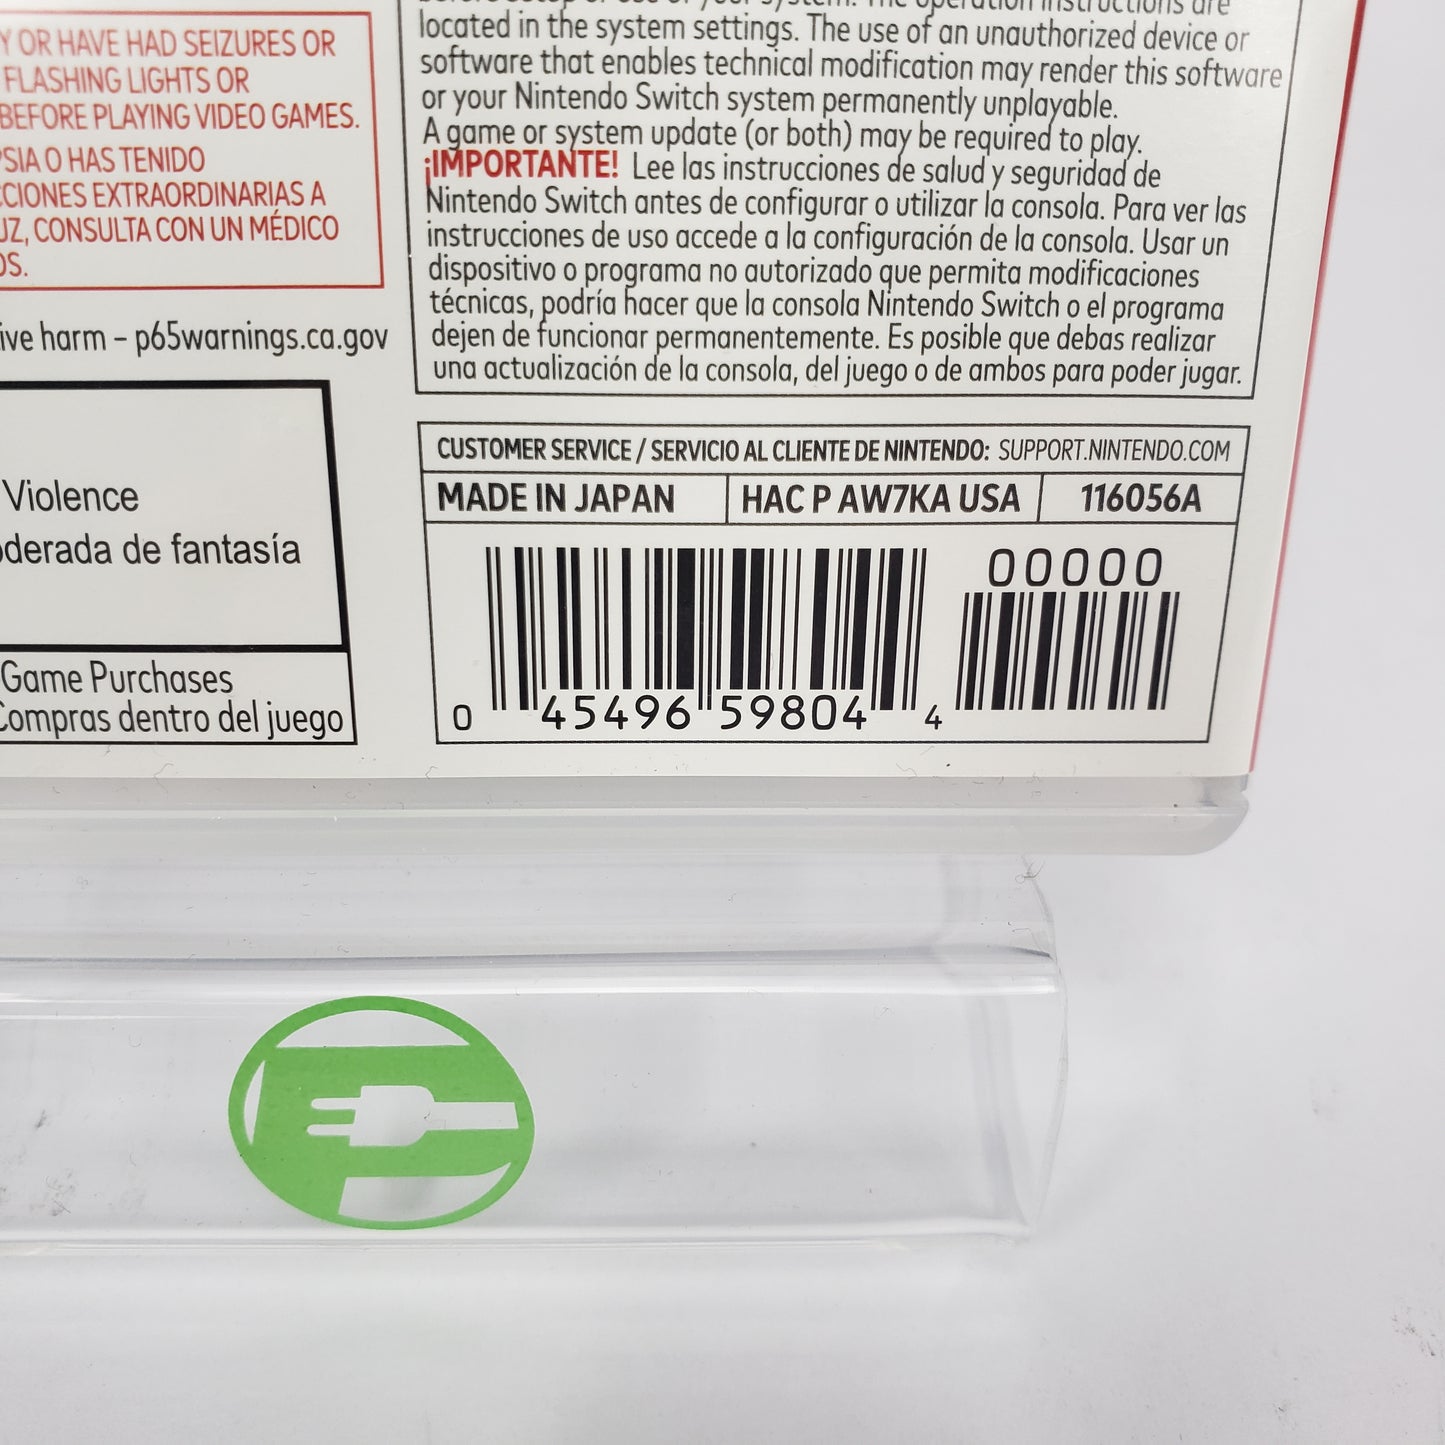 Y OR HAVE HAD SEIZURES OR
FLASHING LIGHTS OR
BEFORE PLAYING VIDEO GAMES.
SIA O HAS TENIDO
CCIONES EXTRAORDINARIAS A
UZ, CONSULTA CON UN MÉDICO
OS.
ive harm – p65warnings.ca.gov
Violence
oderada de fantasía
Game Purchases
Compras dentro del juego
your system. The operation instructions are
located in the system settings. The use of an unauthorized device or
software that enables technical modification may render this software
or your Nintendo Switch system permanently unplayable.
A game or system update (or both) may be required to play.
¡IMPORTANTE! Lee las instrucciones de salud y seguridad de
Nintendo Switch antes de configurar o utilizar la consola. Para ver las
instrucciones de uso accede a la configuración de la consola. Usar un
dispositivo o programa no autorizado que permita modificaciones
técnicas, podría hacer que la consola Nintendo Switch o el programa
dejen de funcionar permanentemente. Es posible que debas realizar
una actualización de la consola, del juego o de ambos para poder jugar.
CUSTOMER SERVICE / SERVICIO AL CLIENTE DE NINTENDO: SUPPORT.NINTENDO.COM
MADE IN JAPAN HAC P AW7KA USA 116056A
00000
0 45496 59804 4